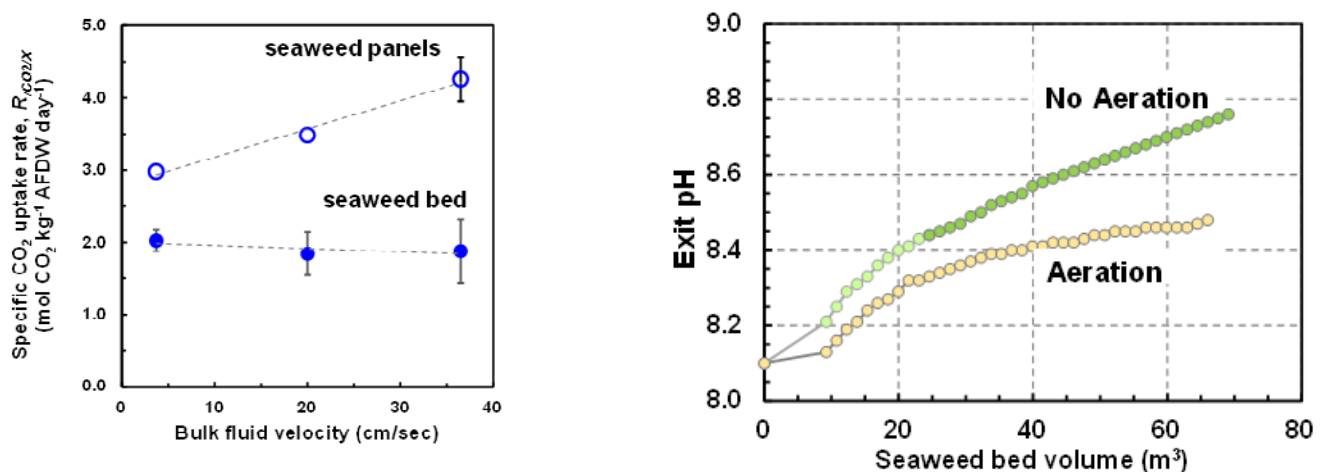 Specific CO₂ uptake rate, R
(mol CO₂ kg⁻¹ AFDW day⁻¹)
5.0
4.0
3.0
2.0
1.0
0.0
seaweed panels
seaweed bed
0 10 20 30 40
Bulk fluid velocity (cm/sec)
Exit pH
9.0
8.8
8.6
8.4
8.2
8.0
No Aeration
Aeration
0 20 40 60 80
Seaweed bed volume (m³)